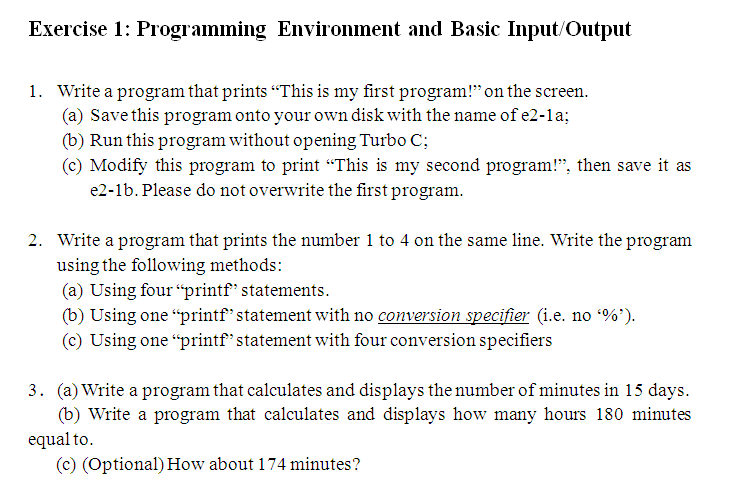 Exercise 1: Programming Environment and Basic Input/Output
1. Write a program that prints “This is my first program!” on the screen.
(a) Save this program onto your own disk with the name of e2-1a;
(b) Run this program without opening Turbo C;
(c) Modify this program to print “This is my second program!”, then save it as
e2-1b. Please do not overwrite the first program.
2. Write a program that prints the number 1 to 4 on the same line. Write the program
using the following methods:
(a) Using four “printf” statements.
(b) Using one “printf” statement with no conversion specifier (i.e. no ‘%’).
(c) Using one “printf” statement with four conversion specifiers
3. (a) Write a program that calculates and displays the number of minutes in 15 days.
(b) Write a program that calculates and displays how many hours 180 minutes
equal to.
(c) (Optional) How about 174 minutes?